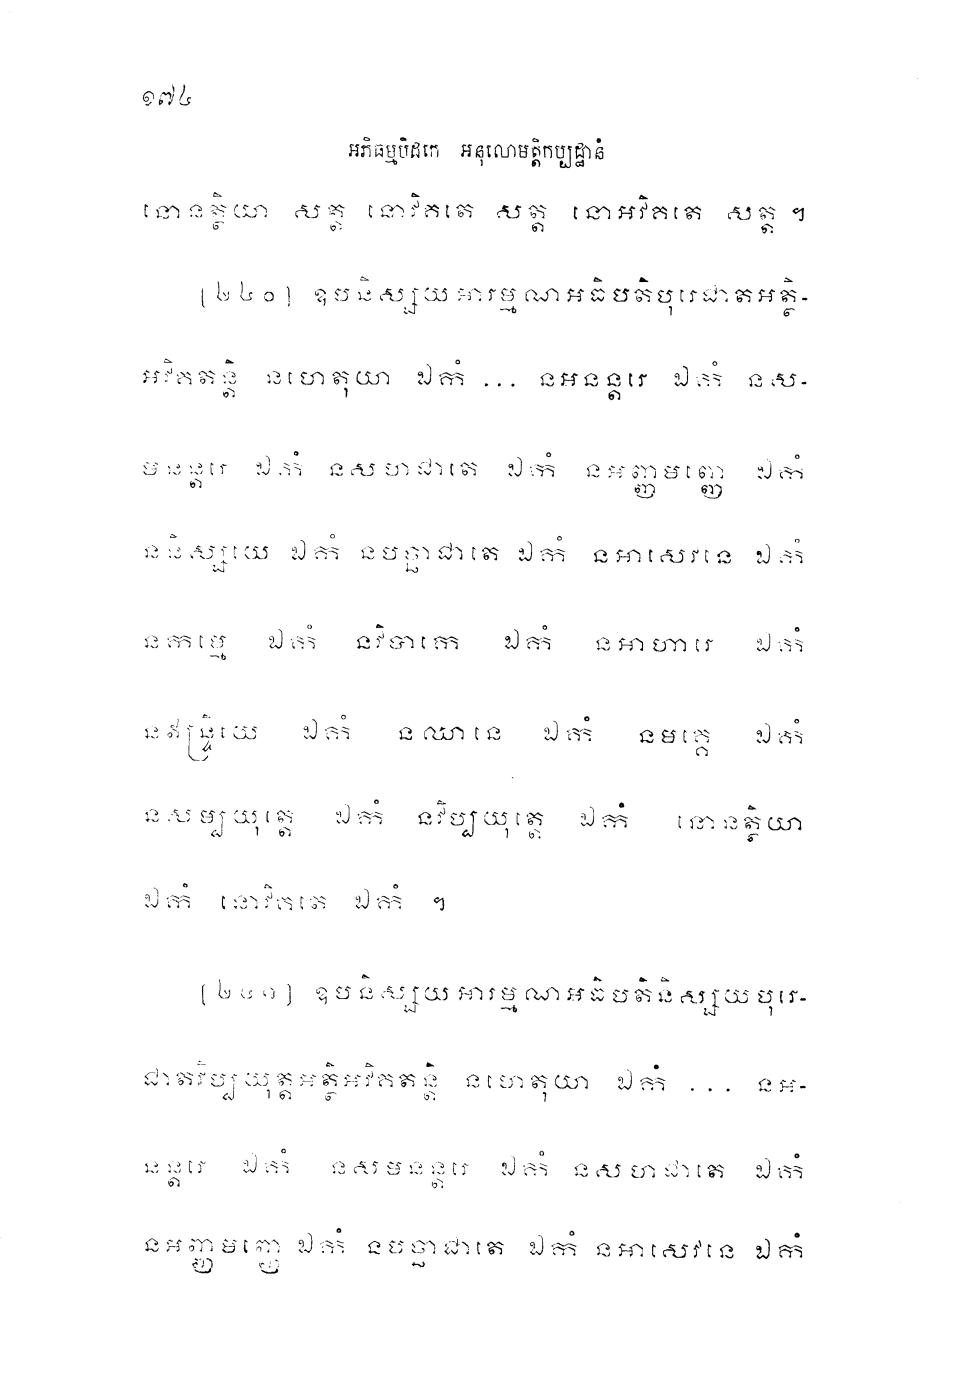 ១៧៤
អភិធម្មបិដកេ អនុលោមត្តិកប្បដ្ឋានំ
នោនត្ថិយា សត្ត នោវិគតេ សត្ត នោអវិគតេ សត្ត ។
(២៤០) ឧបនិស្សយអារម្មណអធិបតិបុរេជាតអត្ថិ-
អវិគតន្តិ នហេតុយា ឯកំ ... នអនន្តរេ ឯកំ នស-
មនន្តរេ ឯកំ នសហជាតេ ឯកំ នអញ្ញមញ្ញេ ឯកំ
ននិស្សយេ ឯកំ នបច្ឆាជាតេ ឯកំ នអាសេវនេ ឯកំ
នកម្មេ ឯកំ នវិបាកេ ឯកំ នអាហារេ ឯកំ
នឥន្ទ្រិយេ ឯកំ នឈានេ ឯកំ នមគ្គេ ឯកំ
នសម្បយុត្តេ ឯកំ នវិប្បយុត្តេ ឯកំ នោនត្ថិយា
ឯកំ នោវិគតេ ឯកំ ។
(២៤១) ឧបនិស្សយអារម្មណអធិបតិនិស្សយបុរេ-
ជាតវិប្បយុត្តអត្ថិអវិគតន្តិ នហេតុយា ឯកំ ... នអ-
នន្តរេ ឯកំ នសមនន្តរេ ឯកំ នសហជាតេ ឯកំ
នអញ្ញមញ្ញេ ឯកំ នបច្ឆាជាតេ ឯកំ នអាសេវនេ ឯកំ